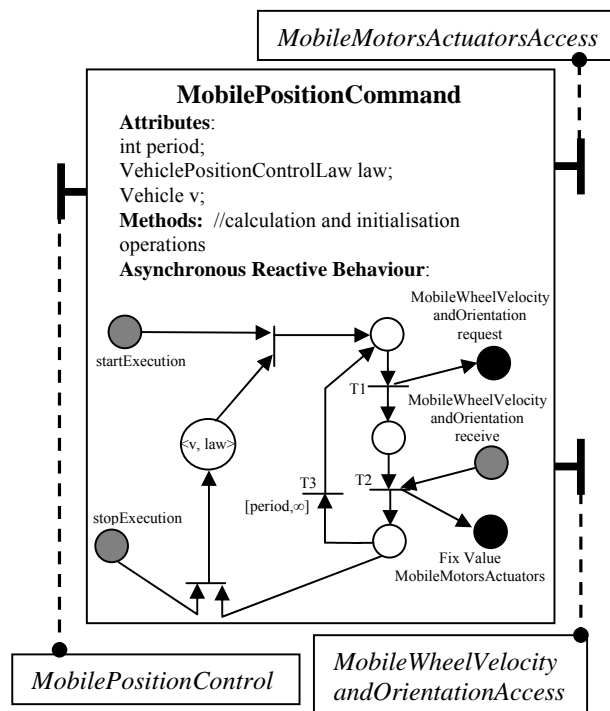 MobileMotorsActuatorsAccess
MobilePositionCommand
Attributes:
int period;
VehiclePositionControlLaw law;
Vehicle v;
Methods: //calculation and initialisation
operations
Asynchronous Reactive Behaviour:
MobileWheelVelocity
andOrientation
request
startExecution
T1
MobileWheelVelocity
andOrientation
receive
<v, law>
T3
T2
[period,∞]
stopExecution
Fix Value
MobileMotorsActuators
MobilePositionControl
MobileWheelVelocity
andOrientationAccess